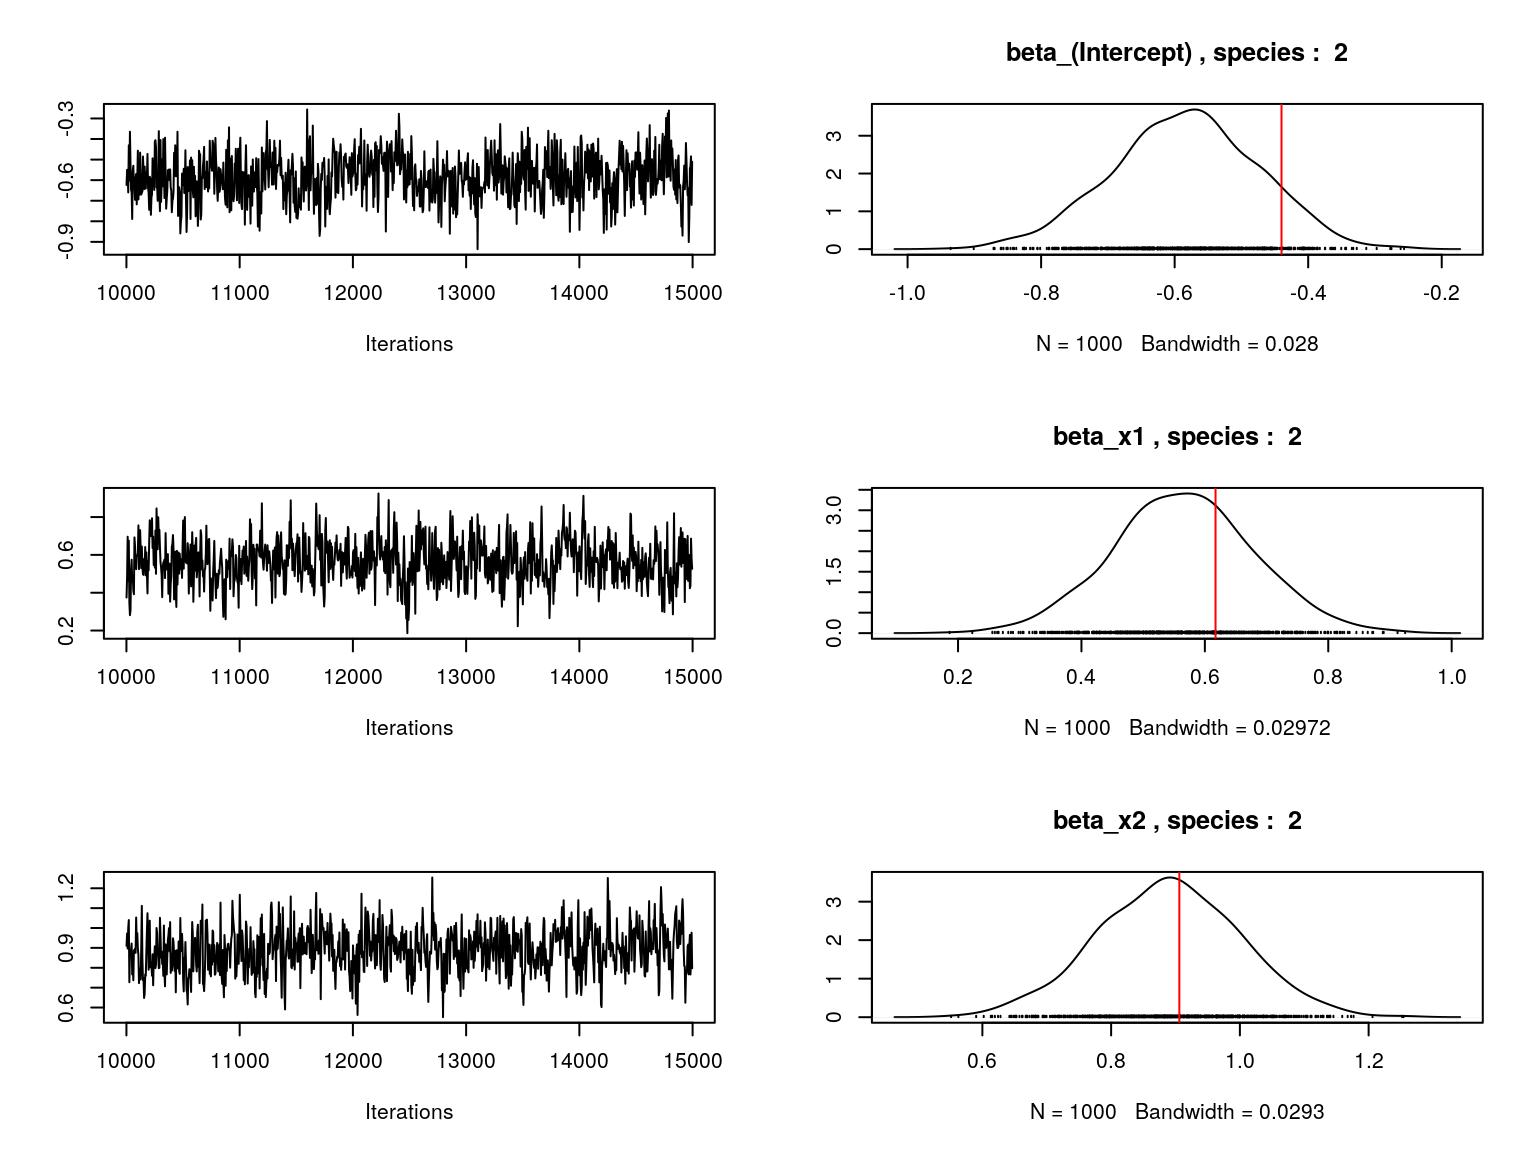 beta_(Intercept) , species :  2
-0.9 -0.6 -0.3
10000 11000 12000 13000 14000 15000
Iterations
0 1 2 3
-1.0 -0.8 -0.6 -0.4 -0.2
N = 1000   Bandwidth = 0.028
beta_x1 , species :  2
0.2 0.6
10000 11000 12000 13000 14000 15000
Iterations
0.0 1.5 3.0
0.2 0.4 0.6 0.8 1.0
N = 1000   Bandwidth = 0.02972
beta_x2 , species :  2
0.6 0.9 1.2
10000 11000 12000 13000 14000 15000
Iterations
0 1 2 3
0.6 0.8 1.0 1.2
N = 1000   Bandwidth = 0.0293